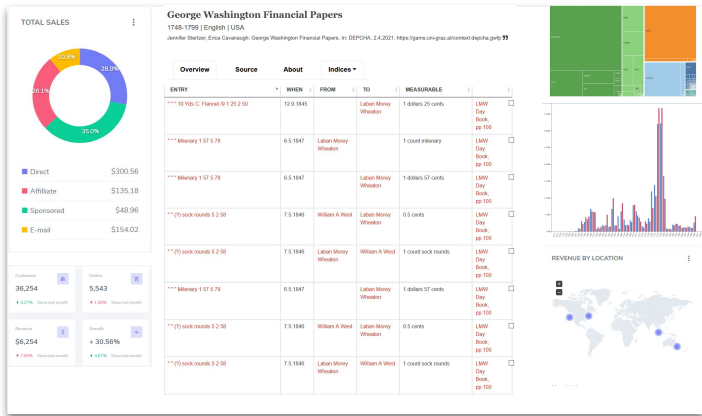 TOTAL SALES
10.8%
28.0%
26.1%
35.0%
Direct $300.56
Affilliate $135.18
Sponsored $48.96
E-mail $154.02
Customers
36,254
5.27% Since last month
Orders
5,543
1.08% Since last month
Revenue
$6,254
7.00% Since last month
Growth
+ 30.56%
4.87% Since last month
George Washington Financial Papers
1748-1799 | English | USA
Jennifer Stertzer, Erica Cavanaugh: George Washington Financial Papers. In: DEPCHA, 2.4.2021. https://gams.uni-graz.at/context:depcha.gwfp
Overview Source About Indices
ENTRY WHEN FROM TO MEASURABLE
" " " 10 Yds C. Flannel /9 1 25 2 50 12.9.1845 Laban Morey Wheaton 1 dollars 25 cents LMW Day Book, pp.100
" " " Milenary 1 57 5 78 6.5.1847 Laban Morey Wheaton 1 count milenary LMW Day Book, pp.100
" " " Milenary 1 57 5 78 6.5.1847 Laban Morey Wheaton 1 dollars 57 cents LMW Day Book, pp.100
" " (?) sock rounds 5 2 58 7.5.1846 William A West Laban Morey Wheaton 0.5 cents LMW Day Book, pp.100
" " (?) sock rounds 5 2 58 7.5.1846 Laban Morey Wheaton William A West 1 count sock rounds LMW Day Book, pp.100
" " " Milenary 1 57 5 78 6.5.1847 Laban Morey Wheaton 1 dollars 57 cents LMW Day Book, pp.100
" " (?) sock rounds 5 2 58 7.5.1846 William A West Laban Morey Wheaton 0.5 cents LMW Day Book, pp.100
" " (?) sock rounds 5 2 58 7.5.1846 Laban Morey Wheaton William A West 1 count sock rounds LMW Day Book, pp.100
REVENUE BY LOCATION